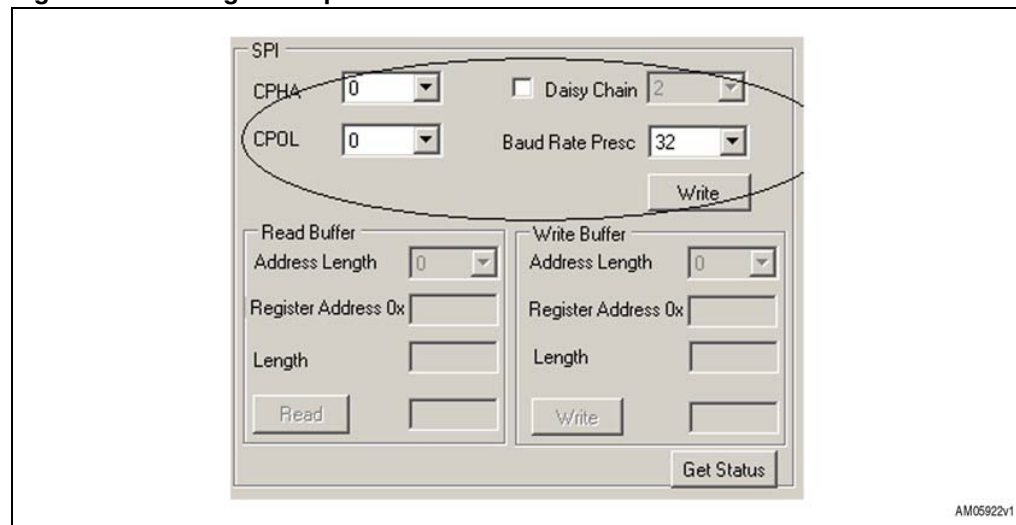 SPI
CPHA 0 Daisy Chain 2
CPOL 0 Baud Rate Presc 32
Write
Read Buffer Write Buffer
Address Length 0 Address Length 0
Register Address 0x Register Address 0x
Length Length
Read Write
Get Status
AM05922v1